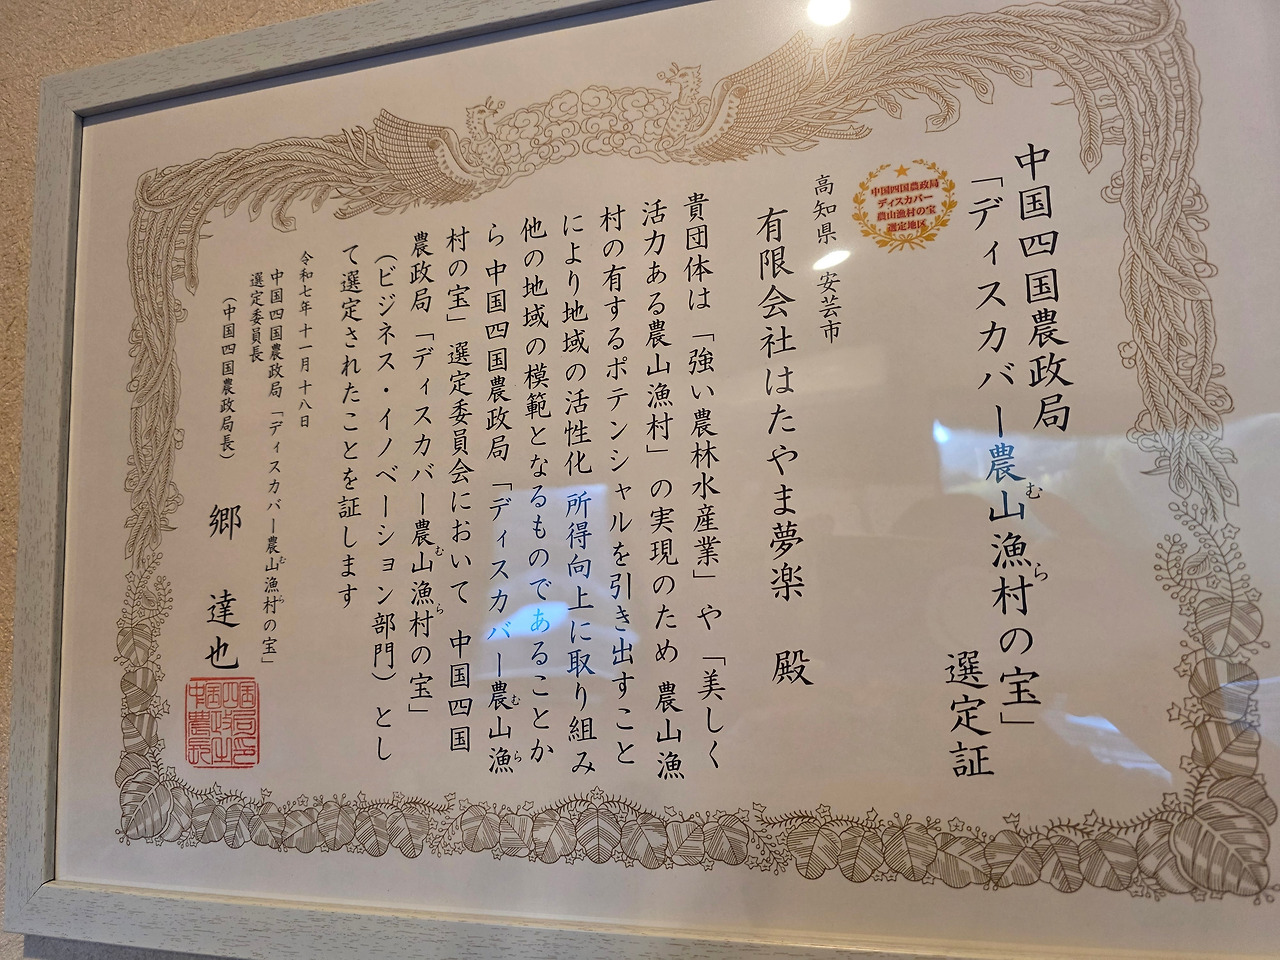 中国四国農政局
「ディスカバー農山漁村の宝」
むら
選定証
中国四国農政局
ディスカバー
農山漁村の宝
選定地区
高知県 安芸市
有限会社はたやま夢楽 殿
貴団体は「強い農林水産業」や「美しく
活力ある農山漁村」の実現のため 農山漁
村の有するポテンシャルを引き出すこと
により地域の活性化 所得向上に取り組み
他の地域の模範となるものであることか
ら 中国四国農政局「ディスカバー農山漁
むら
村の宝」選定委員会において 中国四国
農政局「ディスカバー農山漁村の宝」
むら
（ビジネス・イノベーション部門）とし
て選定されたことを証します
令和七年十一月十八日
中国四国農政局「ディスカバー農山漁村の宝」
むら
選定委員長
（中国四国農政局長） 郷 達也